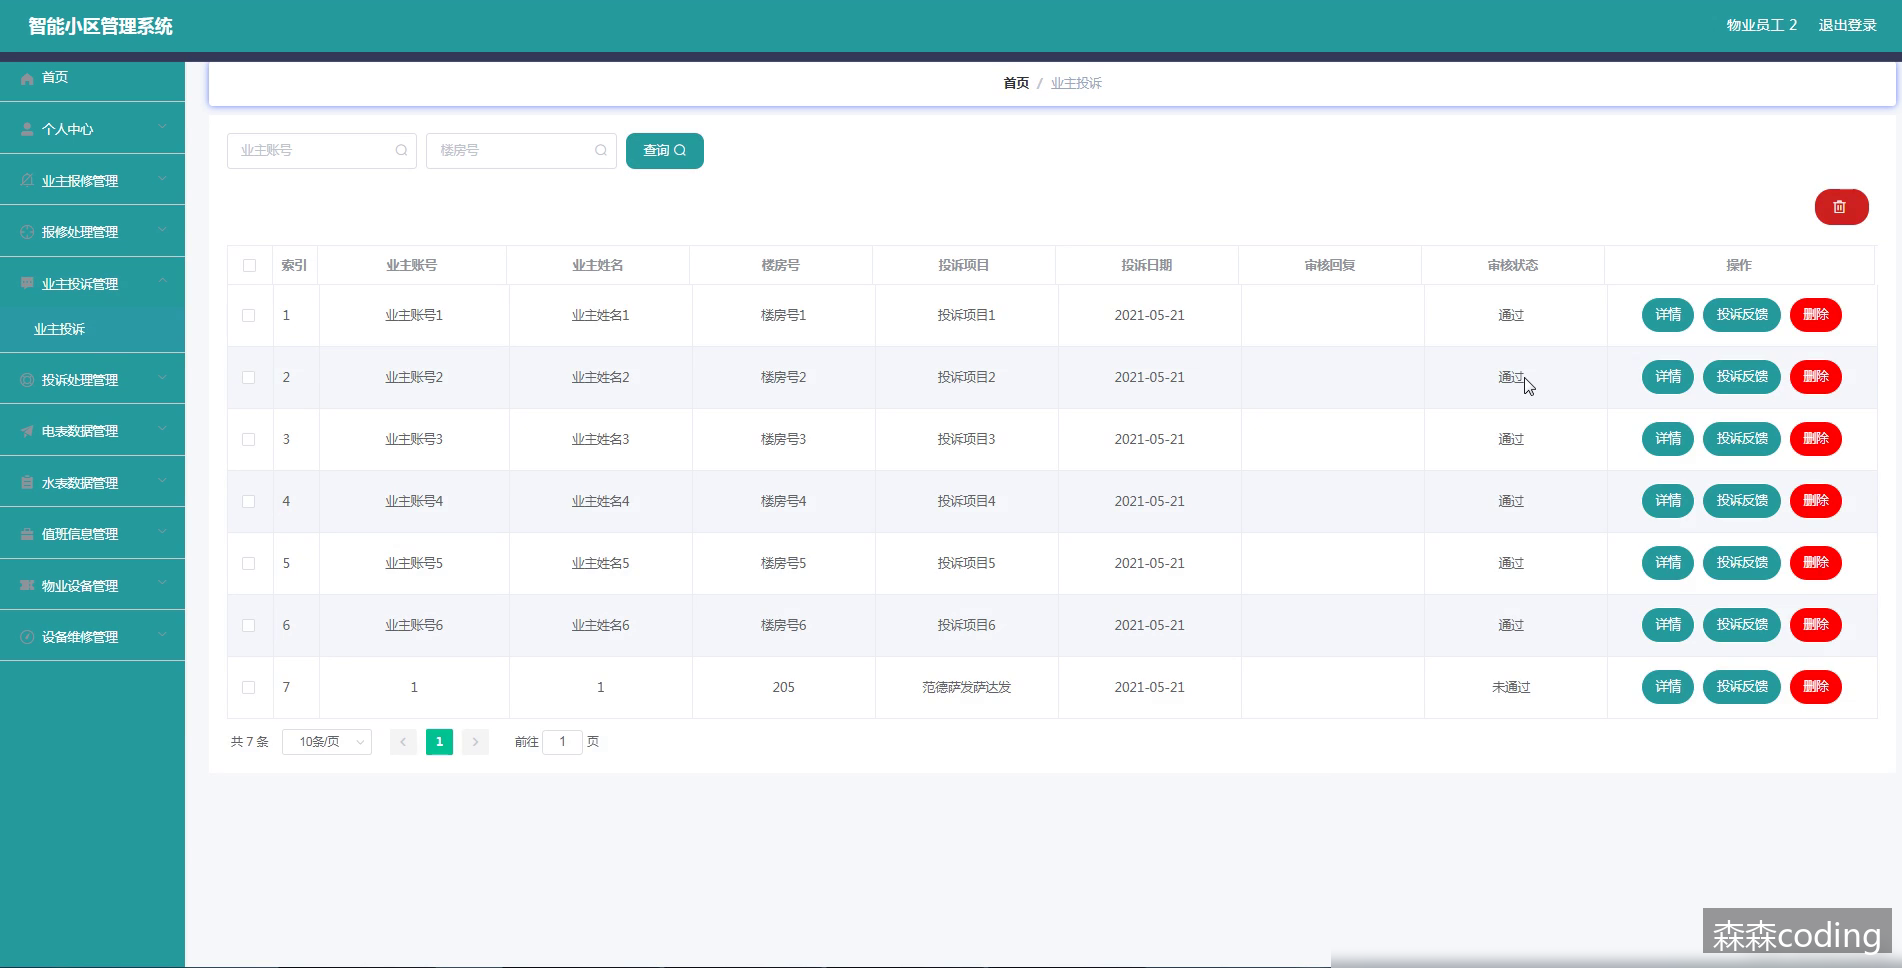 智能小区管理系统
物业员工 2 退出登录
首页
个人中心
业主报修管理
报修处理管理
业主投诉管理
业主投诉
投诉处理管理
电表数据管理
水表数据管理
值班信息管理
物业设备管理
设备维修管理
首页 / 业主投诉
业主账号 楼房号 查询
索引 业主账号 业主姓名 楼房号 投诉项目 投诉日期 审核回复 审核状态 操作
1 业主账号1 业主姓名1 楼房号1 投诉项目1 2021-05-21 通过 详情 投诉反馈 删除
2 业主账号2 业主姓名2 楼房号2 投诉项目2 2021-05-21 通过 详情 投诉反馈 删除
3 业主账号3 业主姓名3 楼房号3 投诉项目3 2021-05-21 通过 详情 投诉反馈 删除
4 业主账号4 业主姓名4 楼房号4 投诉项目4 2021-05-21 通过 详情 投诉反馈 删除
5 业主账号5 业主姓名5 楼房号5 投诉项目5 2021-05-21 通过 详情 投诉反馈 删除
6 业主账号6 业主姓名6 楼房号6 投诉项目6 2021-05-21 通过 详情 投诉反馈 删除
7 1 1 205 范德萨发萨达发 2021-05-21 未通过 详情 投诉反馈 删除
共 7 条 10条/页 1 前往 1 页
森森coding